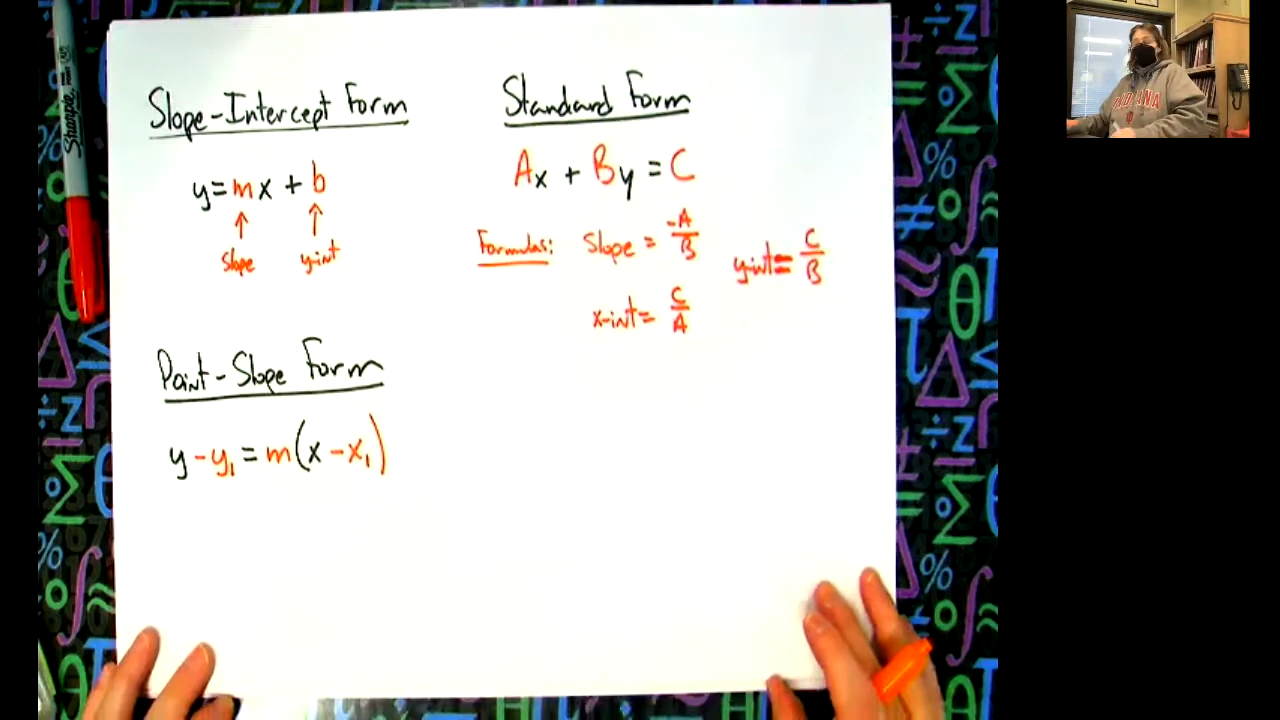 Slope-Intercept Form
y=mx + b
slope
y-int
Point-Slope Form
y - y₁ = m(x - x₁)
Standard Form
Ax + By = C
Formulas: Slope = -A/B
y-int = C/B
x-int = C/A
Sharpie
INDIANA